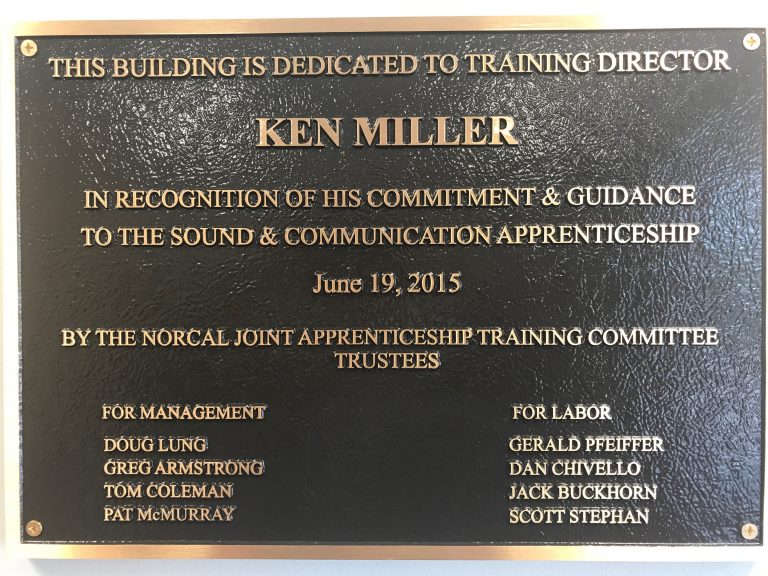 THIS BUILDING IS DEDICATED TO TRAINING DIRECTOR
KEN MILLER
IN RECOGNITION OF HIS COMMITMENT & GUIDANCE
TO THE SOUND & COMMUNICATION APPRENTICESHIP
June 19, 2015
BY THE NORCAL JOINT APPRENTICESHIP TRAINING COMMITTEE
TRUSTEES
FOR MANAGEMENT
DOUG LUNG
GREG ARMSTRONG
TOM COLEMAN
PAT McMURRAY
FOR LABOR
GERALD PFEIFFER
DAN CHIVELLO
JACK BUCKHORN
SCOTT STEPHAN